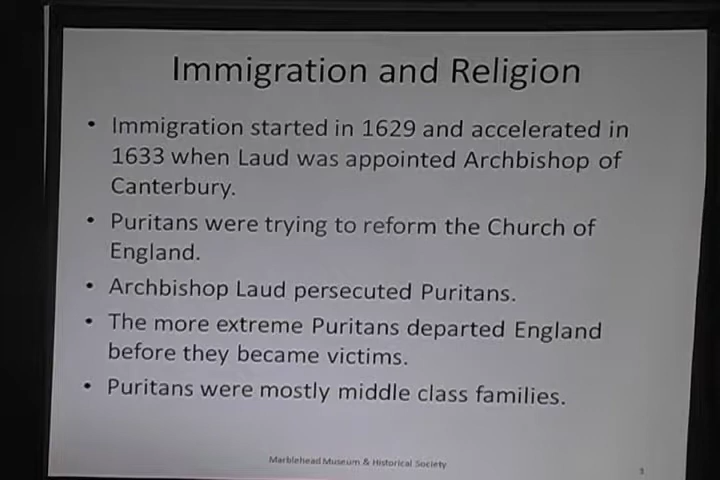 Immigration and Religion
• Immigration started in 1629 and accelerated in
1633 when Laud was appointed Archbishop of
Canterbury.
• Puritans were trying to reform the Church of
England.
• Archbishop Laud persecuted Puritans.
• The more extreme Puritans departed England
before they became victims.
• Puritans were mostly middle class families.
Marblehead Museum & Historical Society
1